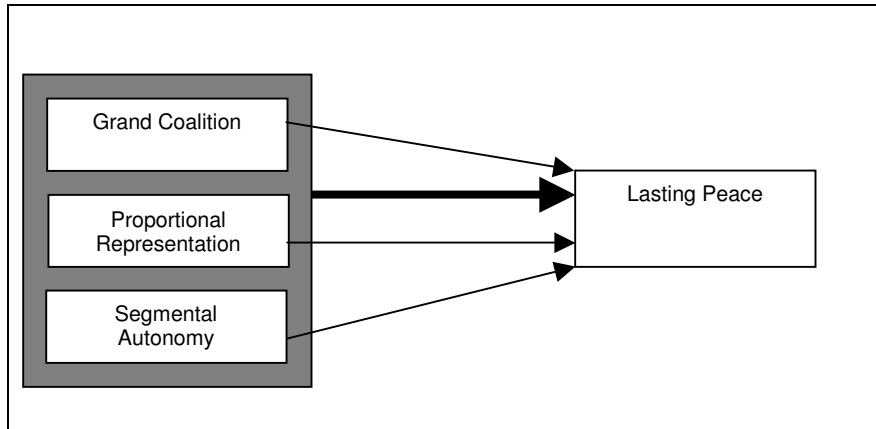 Grand Coalition
Proportional
Representation
Segmental
Autonomy
Lasting Peace